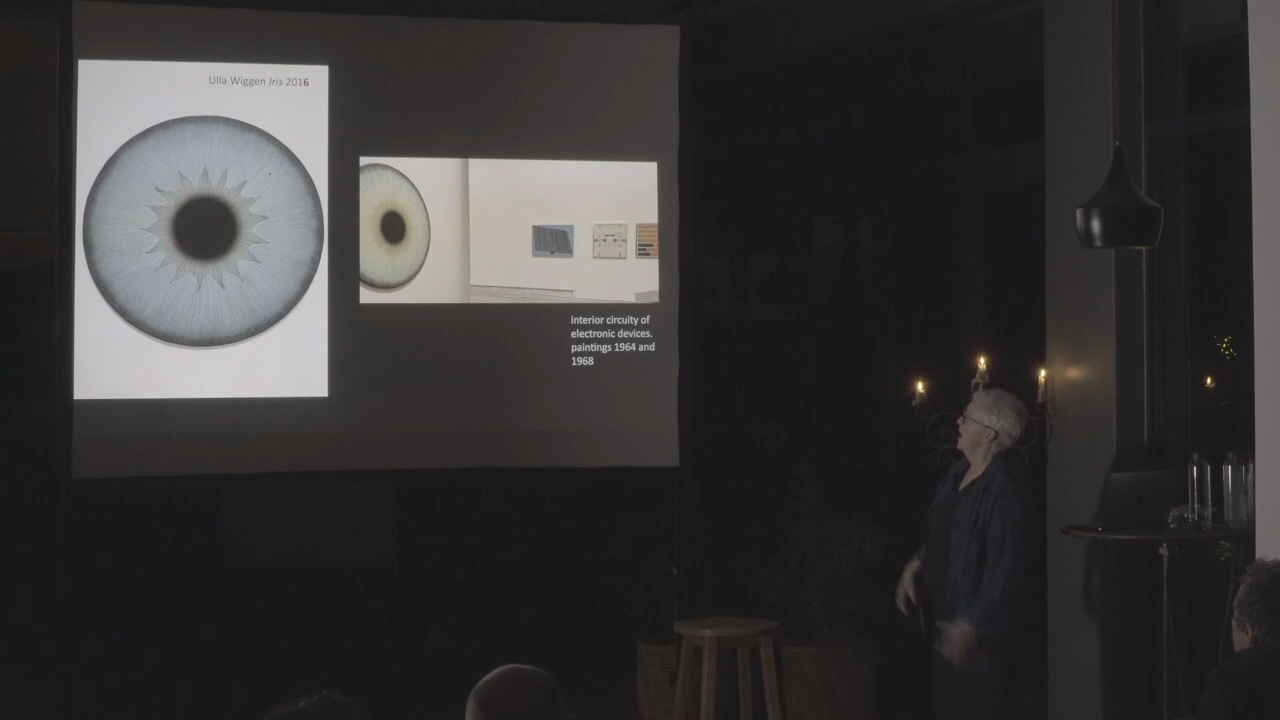 Ulla Wiggen Iris 2016
interior circuity of
electronic devices.
paintings 1964 and
1968